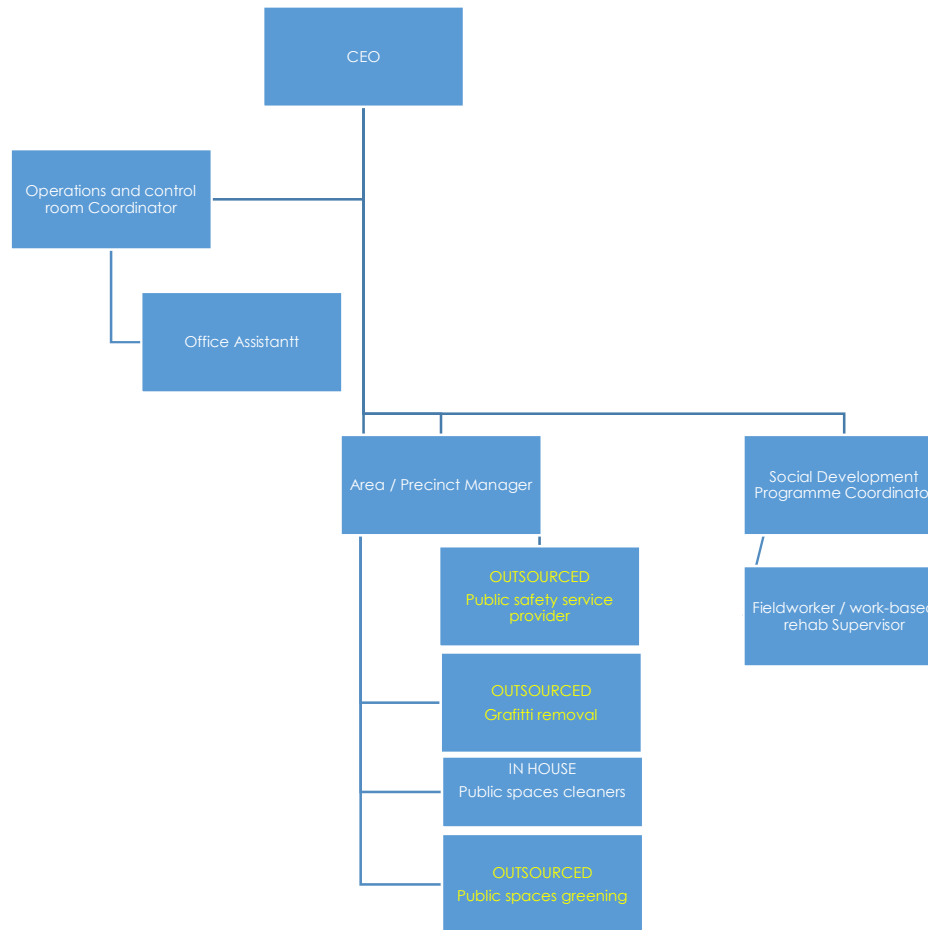 CEO
Operations and control
room Coordinator
Office Assistantt
Area / Precinct Manager
Social Development
Programme Coordinato
OUTSOURCED
Public safety service
provider
Fieldworker / work-based
rehab Supervisor
OUTSOURCED
Grafitti removal
IN HOUSE
Public spaces cleaners
OUTSOURCED
Public spaces greening